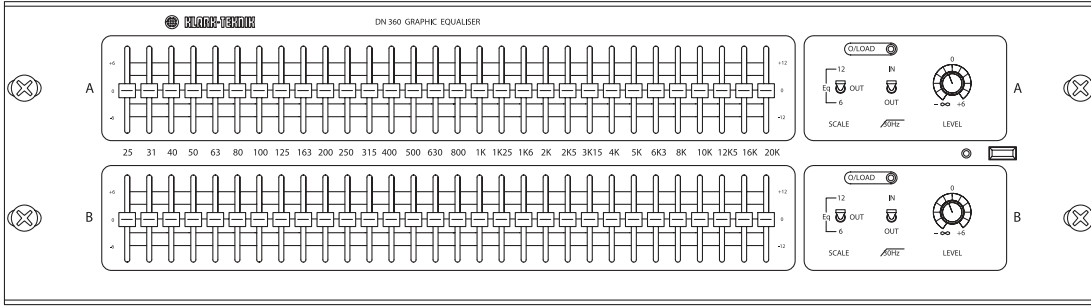 KLARK-TEKNIK DN 360 GRAPHIC EQUALISER
A
+6
0
-6
+12
0
-12
O/LOAD
12
Eq OUT
6
SCALE
IN
OUT
30Hz
0
- ∞ +6
LEVEL
A
25 31 40 50 63 80 100 125 163 200 250 315 400 500 630 800 1K 1K25 1K6 2K 2K5 3K15 4K 5K 6K3 8K 10K 12K5 16K 20K
B
+6
0
-6
+12
0
-12
O/LOAD
12
Eq OUT
6
SCALE
IN
OUT
30Hz
0
- ∞ +6
LEVEL
B